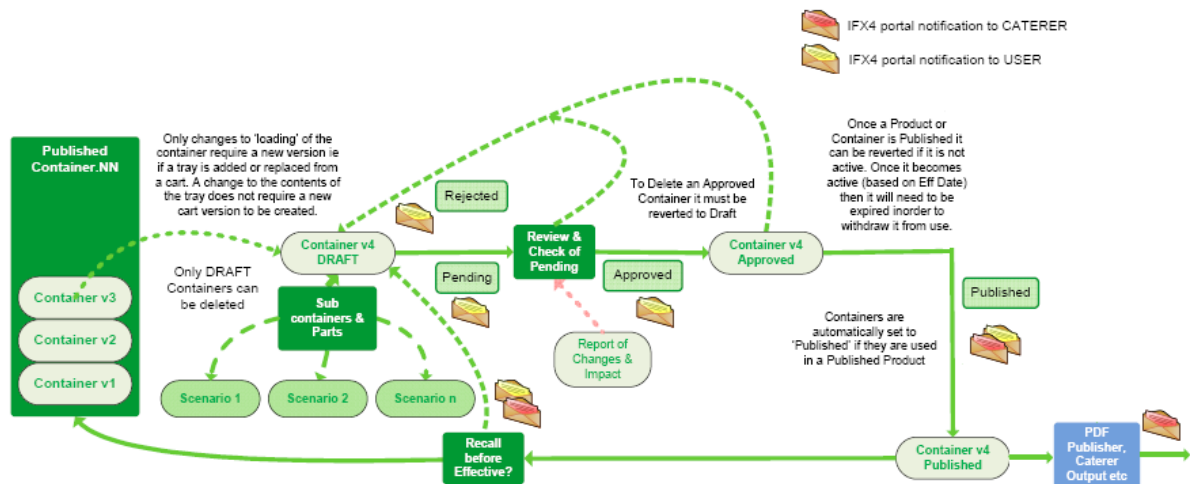 IFX4 portal notification to CATERER
IFX4 portal notification to USER
Published
Container.NN
Container v3
Container v2
Container v1
Only changes to 'loading' of the
container require a new version ie
if a tray is added or replaced from
a cart. A change to the contents of
the tray does not require a new
cart version to be created.
Only DRAFT
Containers can
be deleted
Container v4
DRAFT
Sub
containers &
Parts
Scenario 1
Scenario 2
Scenario n
Rejected
Pending
Review &
Check of
Pending
Approved
Report of
Changes &
Impact
To Delete an Approved
Container it must be
reverted to Draft
Container v4
Approved
Once a Product or
Container is Published it
can be reverted if it is not
active. Once it becomes
active (based on Eff Date)
then it will need to be
expired inorder to
withdraw it from use.
Published
Containers are
automatically set to
'Published' if they are used
in a Published Product
Recall
before
Effective?
Container v4
Published
PDF
Publisher,
Caterer
Output etc